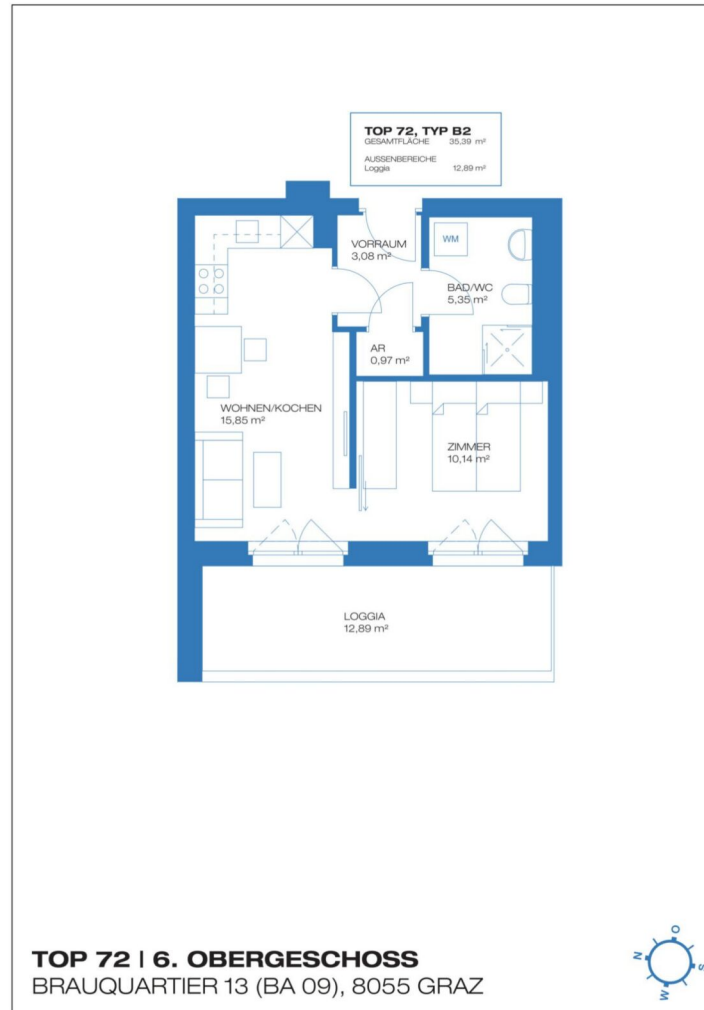 TOP 72, TYP B2
GESAMTFLÄCHE 35,39 m²
AUSSENBEREICHE
Loggia 12,89 m²
VORRAUM
3,08 m²
WM
BAD/WC
5,35 m²
AR
0,97 m²
WOHNEN/KOCHEN
15,85 m²
ZIMMER
10,14 m²
LOGGIA
12,89 m²
TOP 72 | 6. OBERGESCHOSS
BRAUQUARTIER 13 (BA 09), 8055 GRAZ
N
O
S
W